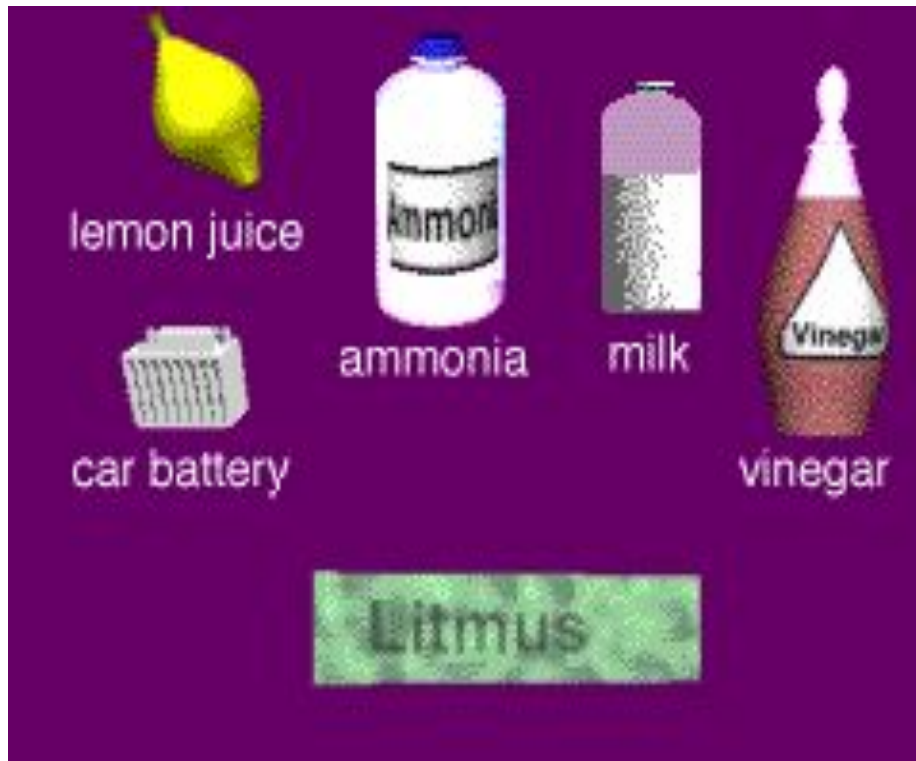 lemon juice
Ammoni
ammonia
milk
Vinegar
vinegar
car battery
Litmus